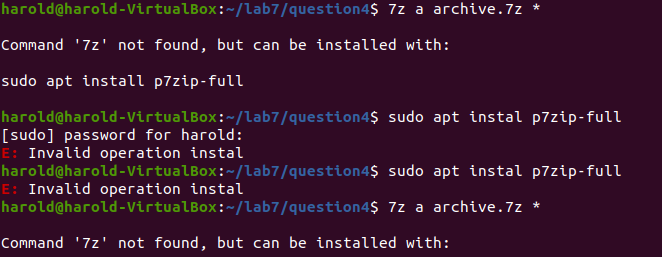 harold@harold-VirtualBox:~/lab7/question4$ 7z a archive.7z *
Command '7z' not found, but can be installed with:
sudo apt install p7zip-full
harold@harold-VirtualBox:~/lab7/question4$ sudo apt instal p7zip-full
[sudo] password for harold:
E: Invalid operation instal
harold@harold-VirtualBox:~/lab7/question4$ sudo apt instal p7zip-full
E: Invalid operation instal
harold@harold-VirtualBox:~/lab7/question4$ 7z a archive.7z *
Command '7z' not found, but can be installed with: